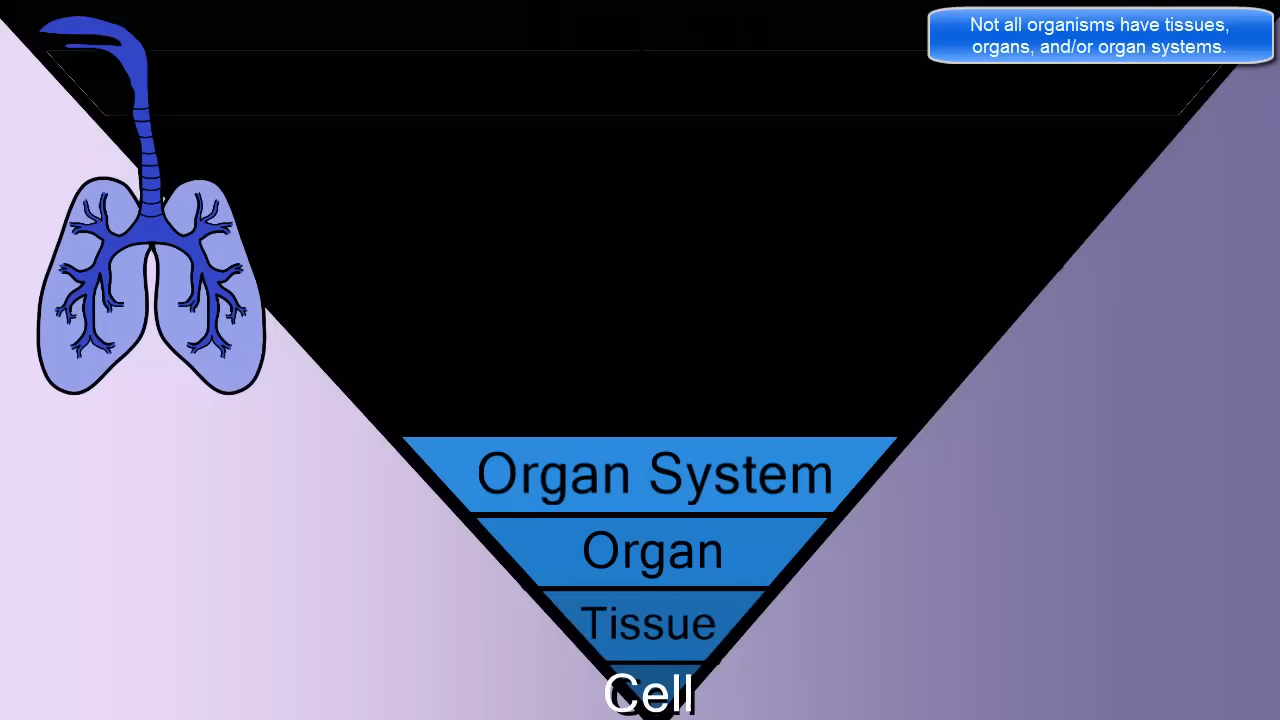 Not all organisms have tissues,
organs, and/or organ systems.
Organ System
Organ
Tissue
Cell